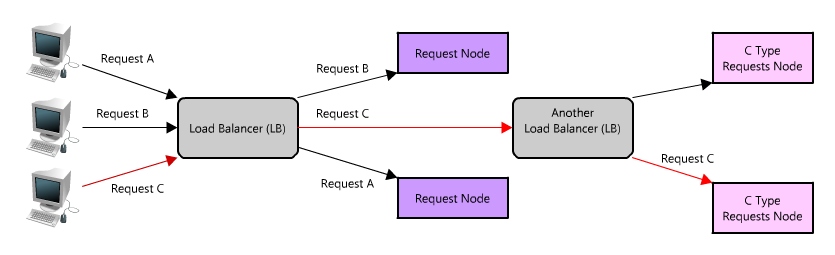 Request A
Request B
Request C
Load Balancer (LB)
Request B
Request C
Request A
Request Node
Request Node
Another
Load Balancer (LB)
Request C
C Type
Requests Node
C Type
Requests Node